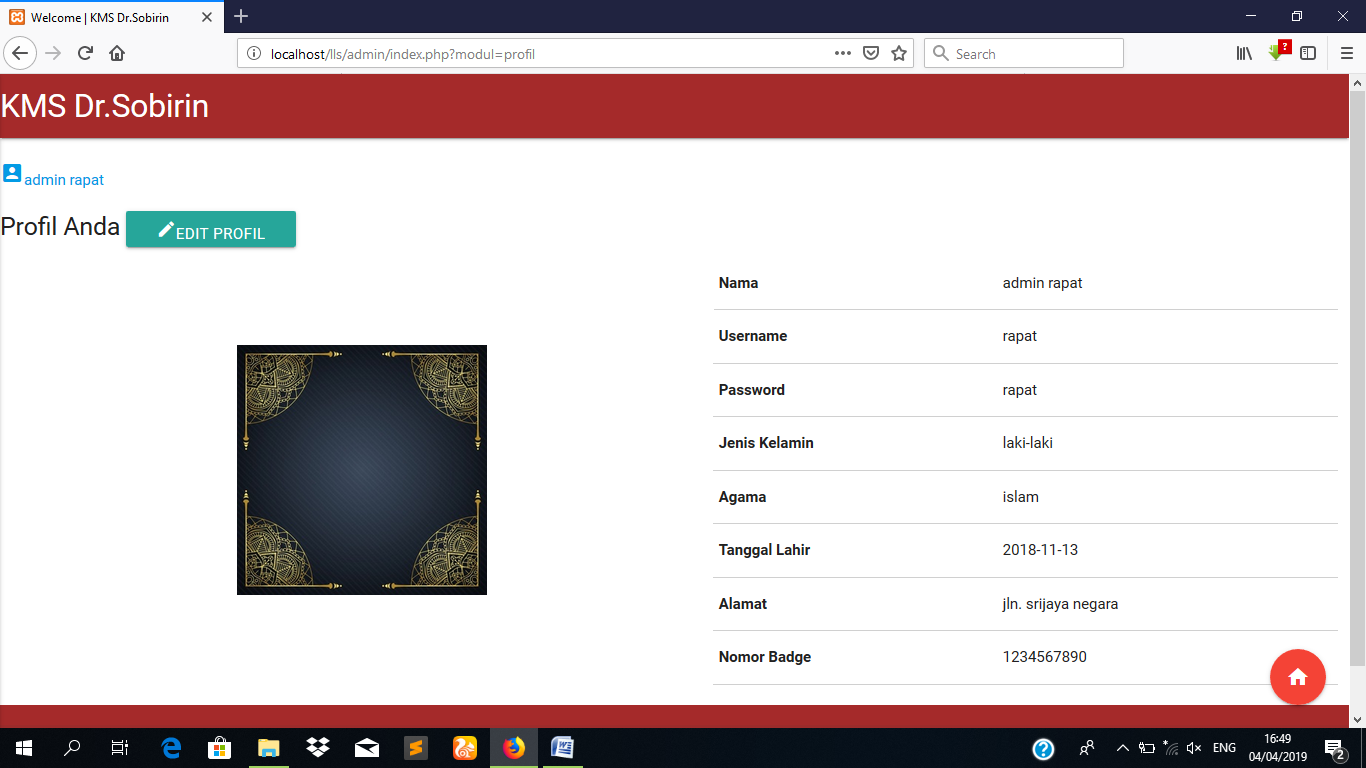 Welcome | KMS Dr.Sobirin
localhost/lls/admin/index.php?modul=profil
Search
?
KMS Dr.Sobirin
admin rapat
Profil Anda
EDIT PROFIL
Nama admin rapat
Username rapat
Password rapat
Jenis Kelamin laki-laki
Agama islam
Tanggal Lahir 2018-11-13
Alamat jln. srijaya negara
Nomor Badge 1234567890
ENG
16:49
04/04/2019
2